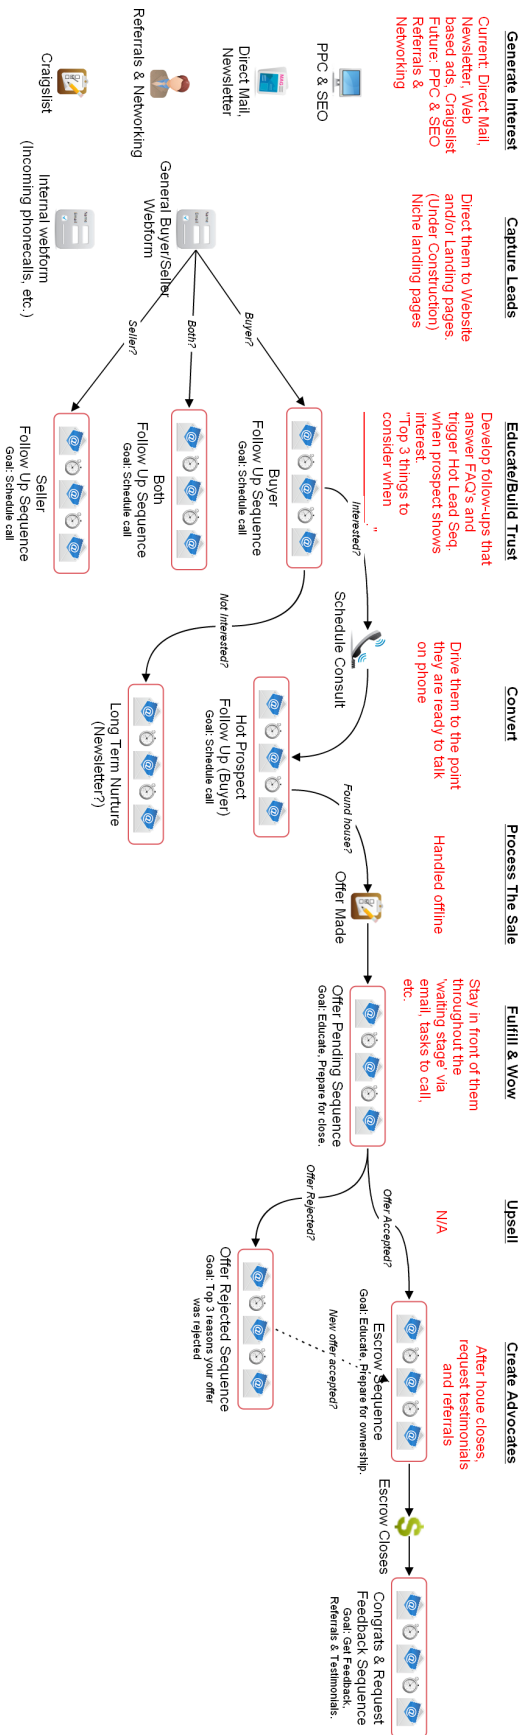 Generate Interest
Current: Direct Mail,
Newsletter, Web
based ads, Craigslist
Future: PPC & SEO
Referrals &
Networking
PPC & SEO
Direct Mail,
Newsletter
Referrals & Networking
Craigslist
Capture Leads
Direct them to Website
and/or Landing pages.
(Under Construction)
Niche landing pages
General Buyer/Seller
Webform
Internal webform
(Incoming phonecalls, etc.)
Buyer?
Both?
Seller?
Educate/Build Trust
Develop follow-ups that
answer FAQ's and
trigger Hot Lead Seq.
when prospect shows
interest.
"Top 3 things to
consider when
________________."
Buyer
Follow Up Sequence
Goal: Schedule call
Both
Follow Up Sequence
Goal: Schedule call
Seller
Follow Up Sequence
Goal: Schedule call
Interested?
Not Interested?
Convert
Drive them to the point
they are ready to talk
on phone
Schedule Consult
Hot Prospect
Follow Up (Buyer)
Goal: Schedule call
Long Term Nurture
(Newsletter?)
Found house?
Process The Sale
Handled offline
Offer Made
Fulfill & Wow
Stay in front of them
throughout the
'waiting stage' via
email, tasks to call,
etc.
Offer Pending Sequence
Goal: Educate, Prepare for close.
Upsell
N/A
Offer Accepted?
Offer Rejected?
Offer Rejected Sequence
Goal: Top 3 reasons your offer
was rejected
New offer accepted?
Create Advocates
After houe closes,
request testimonials
and referrals
Escrow Sequence
Goal: Educate, Prepare for ownership.
Escrow Closes
Congrats & Request
Feedback Sequence
Goal: Get Feedback,
Referrals & Testimonials.